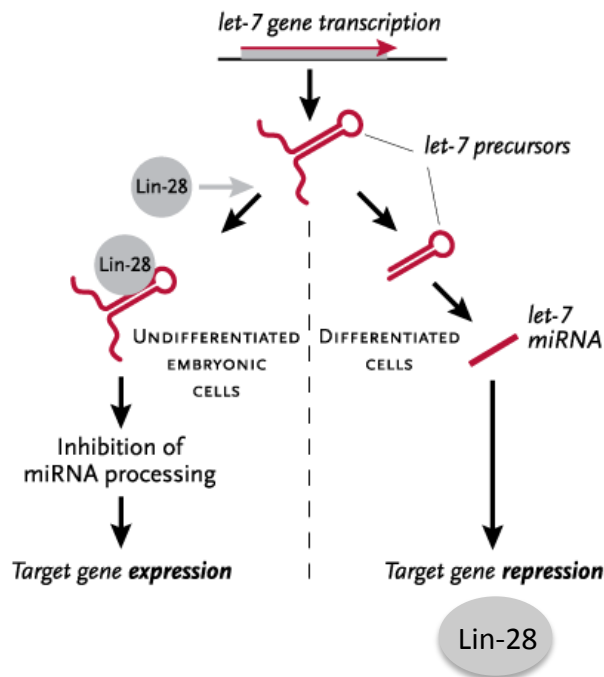 let-7 gene transcription
let-7 precursors
Lin-28
Lin-28
let-7
miRNA
UNDIFFERENTIATED
EMBRYONIC
CELLS
DIFFERENTIATED
CELLS
Inhibition of
miRNA processing
Target gene expression
Target gene repression
Lin-28